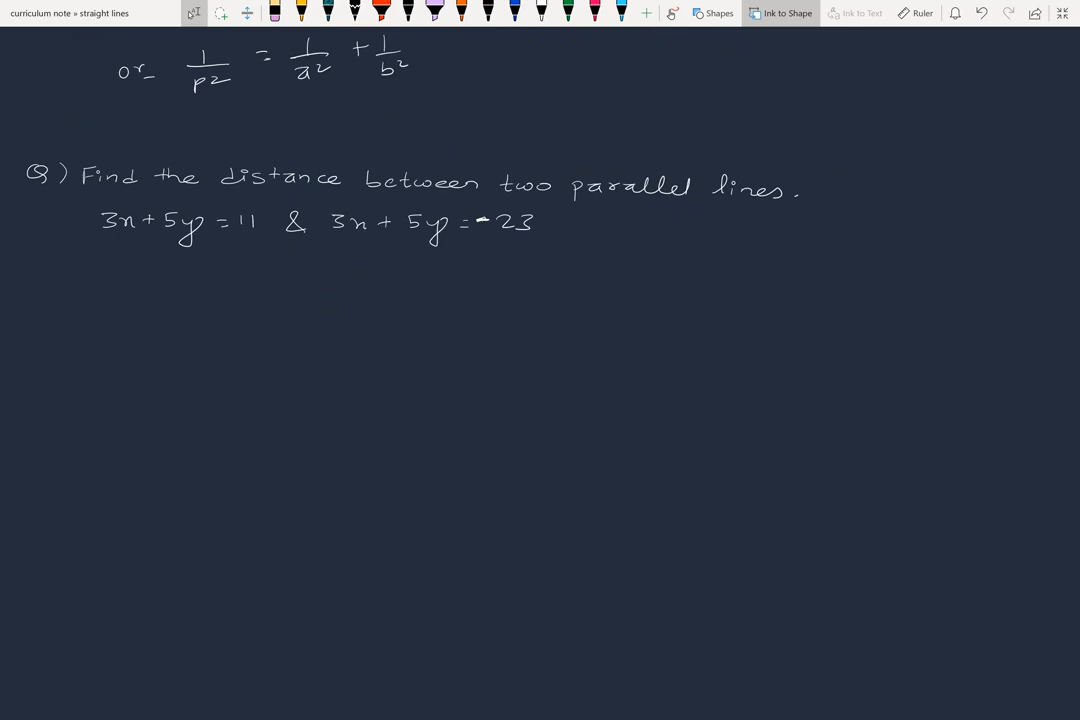 curriculum note » straight lines
Shapes Ink to Shape Ink to Text Ruler
or 1/p² = 1/a² + 1/b²
Q) Find the distance between two parallel lines.
3x + 5y = 11 & 3x + 5y = -23